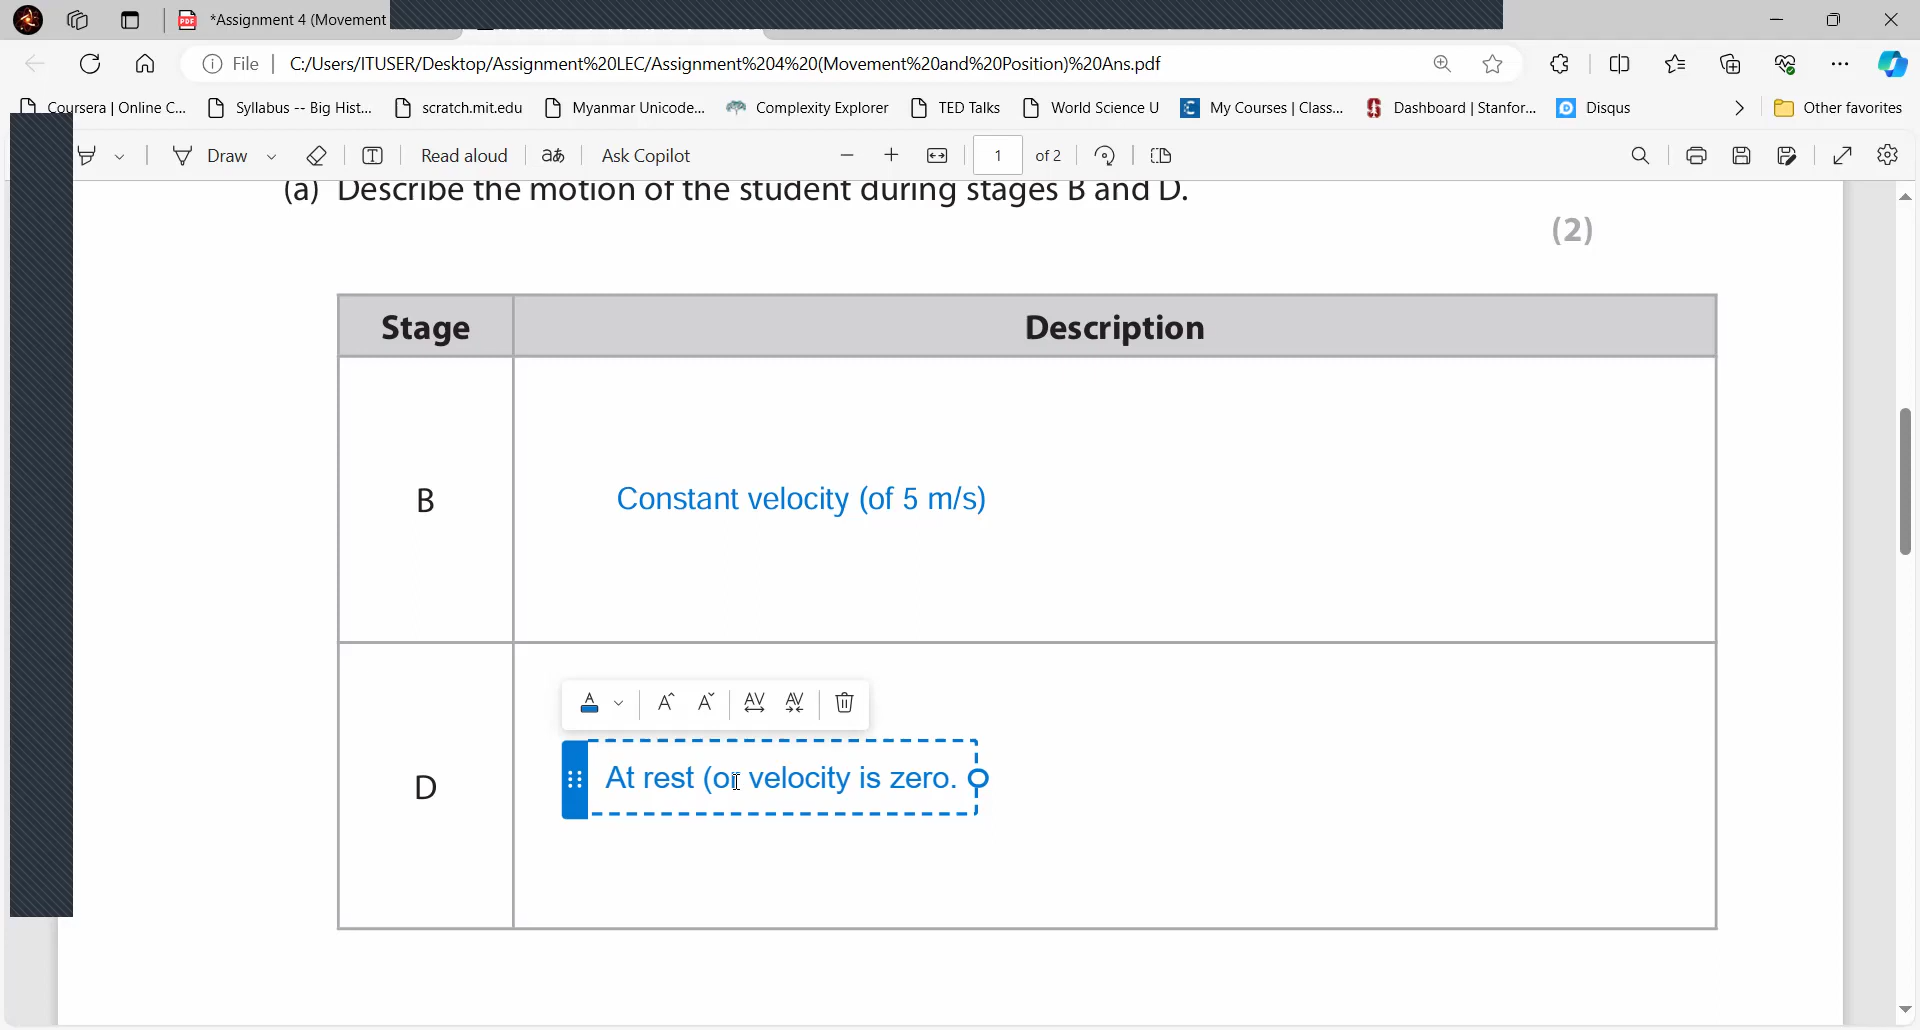 *Assignment 4 (Movement
File
C:/Users/ITUSER/Desktop/Assignment%20LEC/Assignment%204%20(Movement%20and%20Position)%20Ans.pdf
Coursera | Online C...
Syllabus -- Big Hist...
scratch.mit.edu
Myanmar Unicode...
Complexity Explorer
TED Talks
World Science U
My Courses | Class...
Dashboard | Stanfor...
Disqus
Other favorites
Draw
Read aloud
aあ
Ask Copilot
1
of 2
(a) Describe the motion of the student during stages B and D.
(2)
Stage Description
B Constant velocity (of 5 m/s)
D At rest (or velocity is zero.